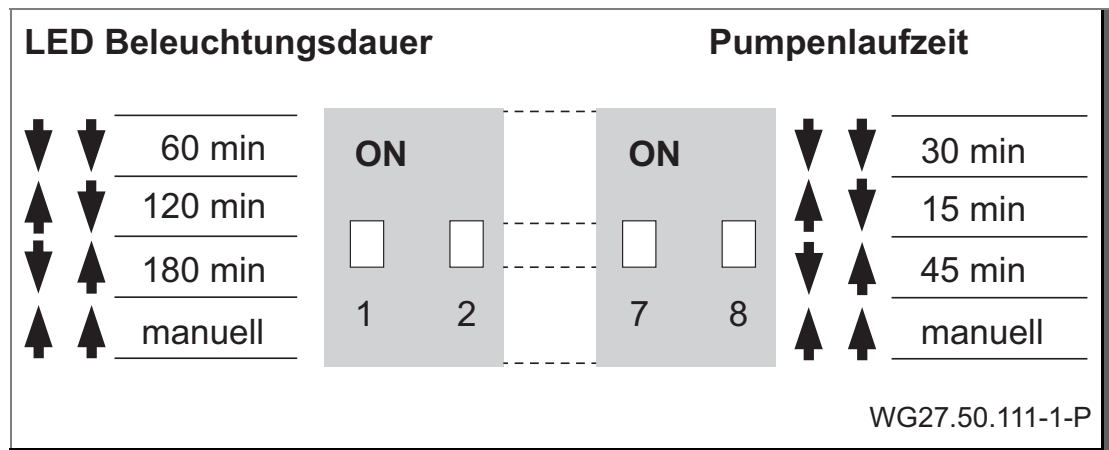 LED Beleuchtungsdauer
Pumpenlaufzeit
60 min
120 min
180 min
manuell
ON
1 2
ON
7 8
30 min
15 min
45 min
manuell
WG27.50.111-1-P